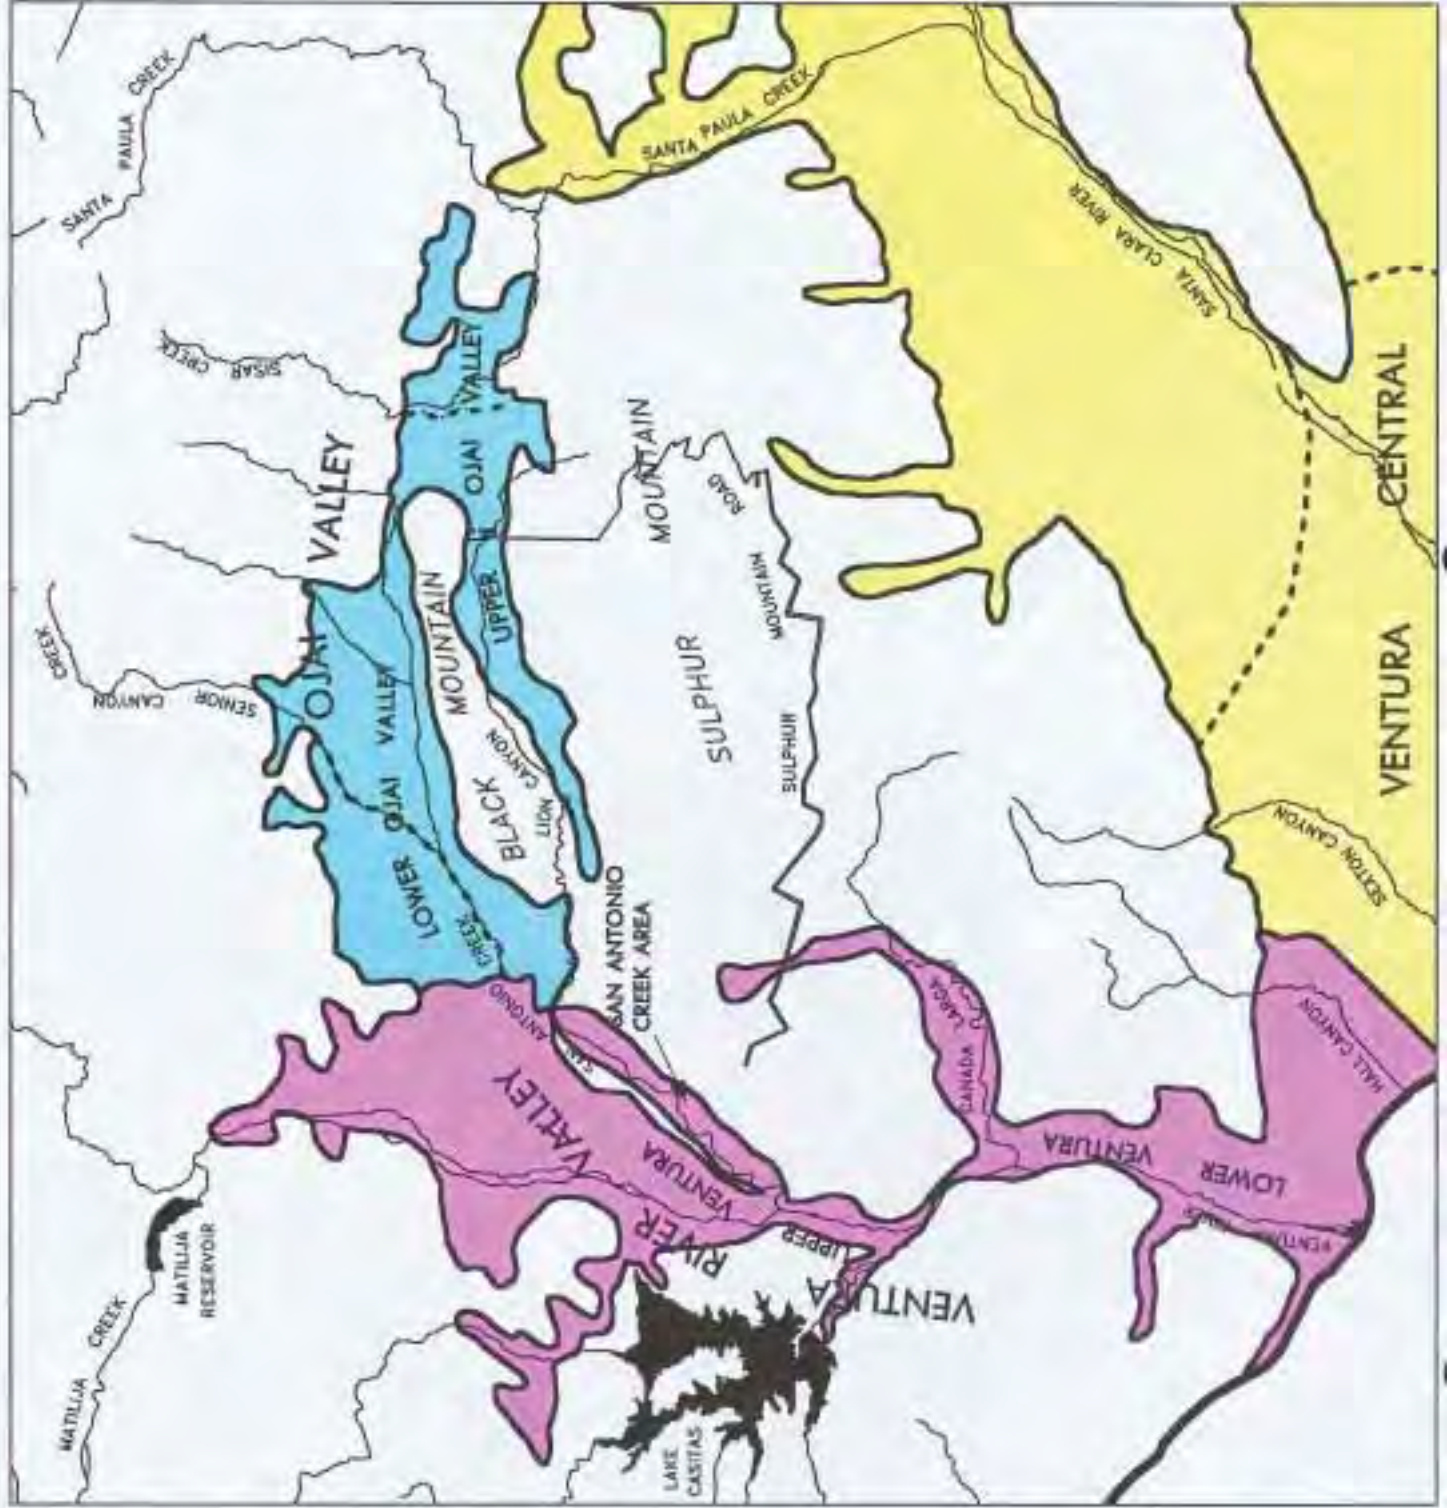 MATILIJA CREEK
MATILIJA
RESERVOIR
LAKE
CASITAS
VENTURA
RIVER
VALLEY
UPPER
VENTURA
SAN
ANTONIO
CREEK
SAN ANTONIO
CREEK AREA
SENIOR CANYON
CREEK
OJAI
VALLEY
LOWER OJAI VALLEY
BLACK MOUNTAIN
LION CANYON
UPPER OJAI VALLEY
SISAR CREEK
SANTA PAULA CREEK
SANTA PAULA CREEK
SULPHUR
MOUNTAIN
SULPHUR MOUNTAIN ROAD
CANADA LARGA
LOWER
VENTURA
VENTURA RIVER
HALL CANYON
SEXTON CANYON
SANTA CLARA RIVER
VENTURA CENTRAL